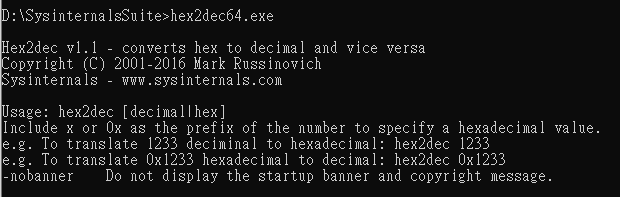 D:\SysinternalsSuite>hex2dec64.exe
Hex2dec v1.1 - converts hex to decimal and vice versa
Copyright (C) 2001-2016 Mark Russinovich
Sysinternals - www.sysinternals.com
Usage: hex2dec [decimal|hex]
Include x or 0x as the prefix of the number to specify a hexadecimal value.
e.g. To translate 1233 deciminal to hexadecimal: hex2dec 1233
e.g. To translate 0x1233 hexadecimal to decimal: hex2dec 0x1233
-nobanner    Do not display the startup banner and copyright message.